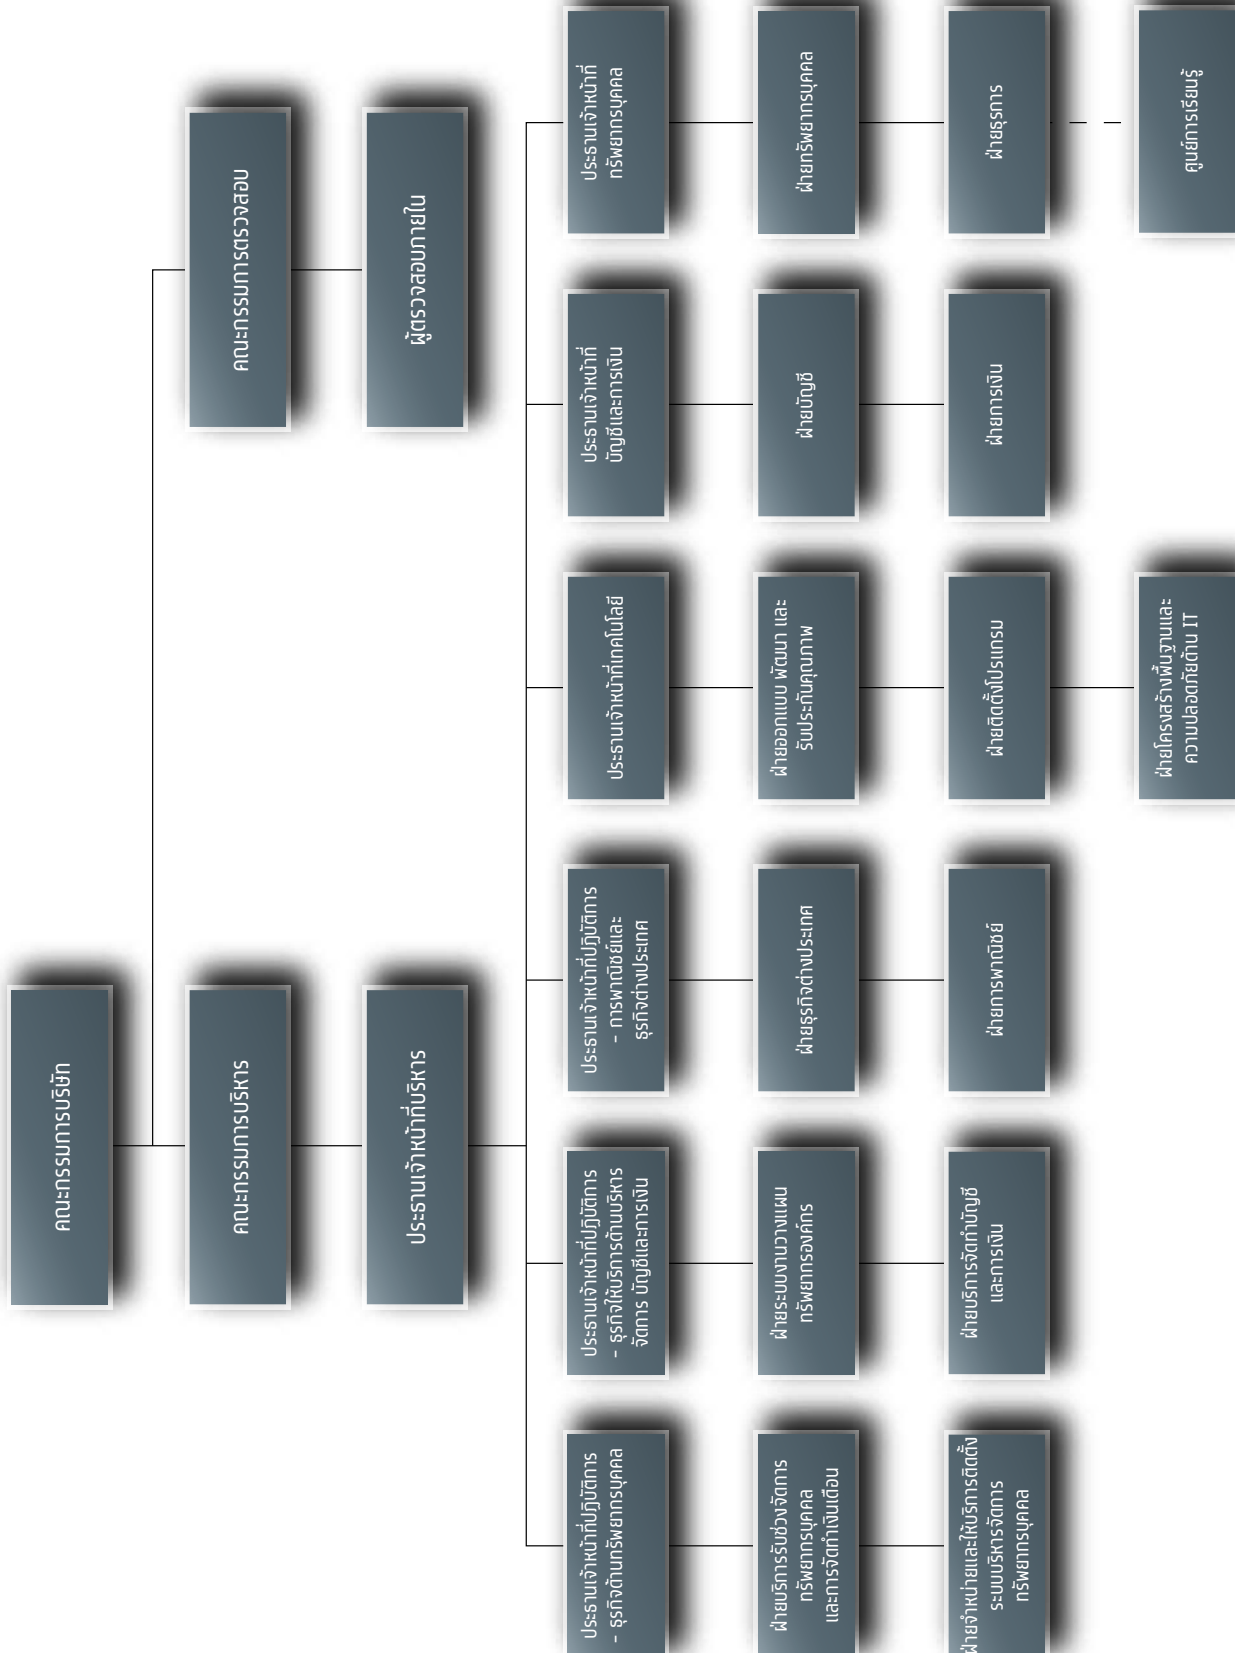 คณะกรรมการบริษัท
คณะกรรมการบริหาร
คณะกรรมการตรวจสอบ
ประธานเจ้าหน้าที่บริหาร
ผู้ตรวจสอบภายใน
ประธานเจ้าหน้าที่ปฏิบัติการ
- ธุรกิจด้านทรัพยากรบุคคล
ประธานเจ้าหน้าที่ปฏิบัติการ
- ธุรกิจให้บริการด้านบริหาร
จัดการ บัญชีและการเงิน
ประธานเจ้าหน้าที่ปฏิบัติการ
- การพาณิชย์และ
ธุรกิจต่างประเทศ
ประธานเจ้าหน้าที่เทคโนโลยี
ประธานเจ้าหน้าที่
บัญชีและการเงิน
ประธานเจ้าหน้าที่
ทรัพยากรบุคคล
ฝ่ายบริการรับช่วงจัดการ
ทรัพยากรบุคคล
และการจัดทำเงินเดือน
ฝ่ายระบบงานวางแผน
ทรัพยากรองค์กร
ฝ่ายธุรกิจต่างประเทศ
ฝ่ายออกแบบ พัฒนา และ
รับประกันคุณภาพ
ฝ่ายบัญชี
ฝ่ายทรัพยากรบุคคล
ฝ่ายจำหน่ายและให้บริการติดตั้ง
ระบบบริหารจัดการ
ทรัพยากรบุคคล
ฝ่ายบริการจัดทำบัญชี
และการเงิน
ฝ่ายการพาณิชย์
ฝ่ายติดตั้งโปรแกรม
ฝ่ายการเงิน
ฝ่ายธุรการ
ฝ่ายโครงสร้างพื้นฐานและ
ความปลอดภัยด้าน IT
ศูนย์การเรียนรู้